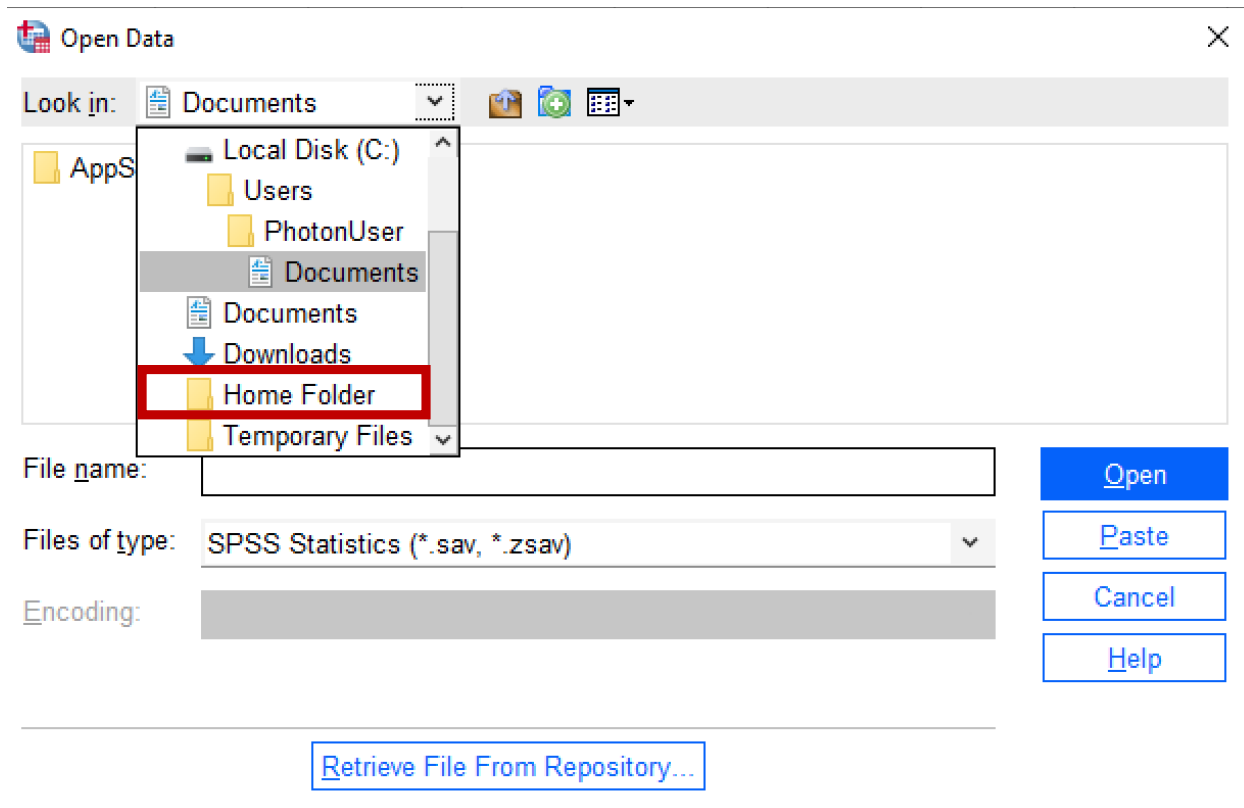 Open Data
Look in: Documents
Local Disk (C:)
AppS
Users
PhotonUser
Documents
Documents
Downloads
Home Folder
Temporary Files
File name:
Open
Files of type: SPSS Statistics (*.sav, *.zsav)
Paste
Encoding:
Cancel
Help
Retrieve File From Repository...